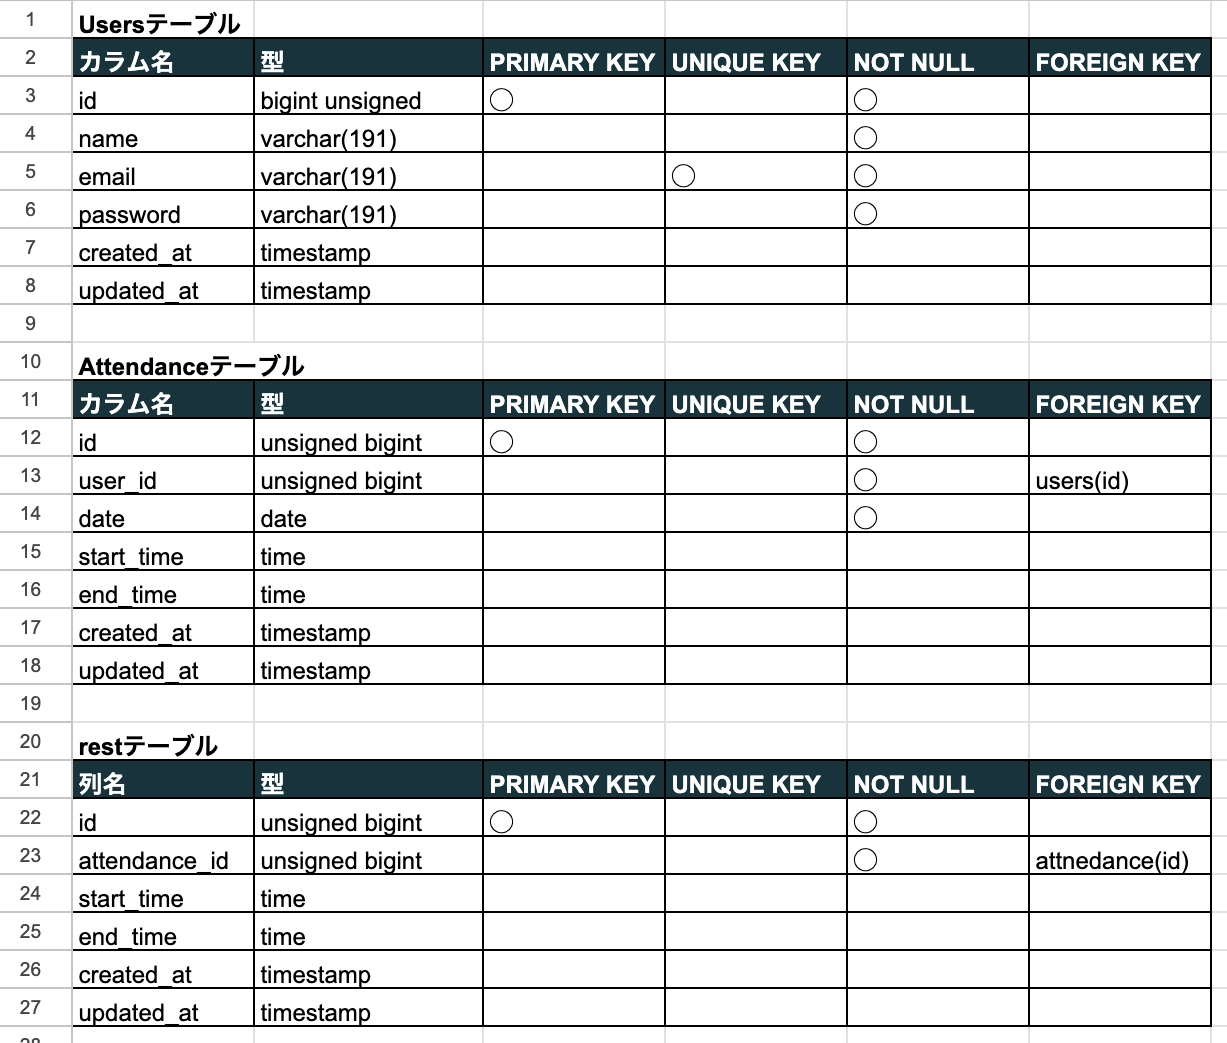 1 Usersテーブル
2 カラム名 型 PRIMARY KEY UNIQUE KEY NOT NULL FOREIGN KEY
3 id bigint unsigned ○ ○
4 name varchar(191) ○
5 email varchar(191) ○ ○
6 password varchar(191) ○
7 created_at timestamp
8 updated_at timestamp
9
10 Attendanceテーブル
11 カラム名 型 PRIMARY KEY UNIQUE KEY NOT NULL FOREIGN KEY
12 id unsigned bigint ○ ○
13 user_id unsigned bigint ○ users(id)
14 date date ○
15 start_time time
16 end_time time
17 created_at timestamp
18 updated_at timestamp
19
20 restテーブル
21 列名 型 PRIMARY KEY UNIQUE KEY NOT NULL FOREIGN KEY
22 id unsigned bigint ○ ○
23 attendance_id unsigned bigint ○ attnedance(id)
24 start_time time
25 end_time time
26 created_at timestamp
27 updated_at timestamp